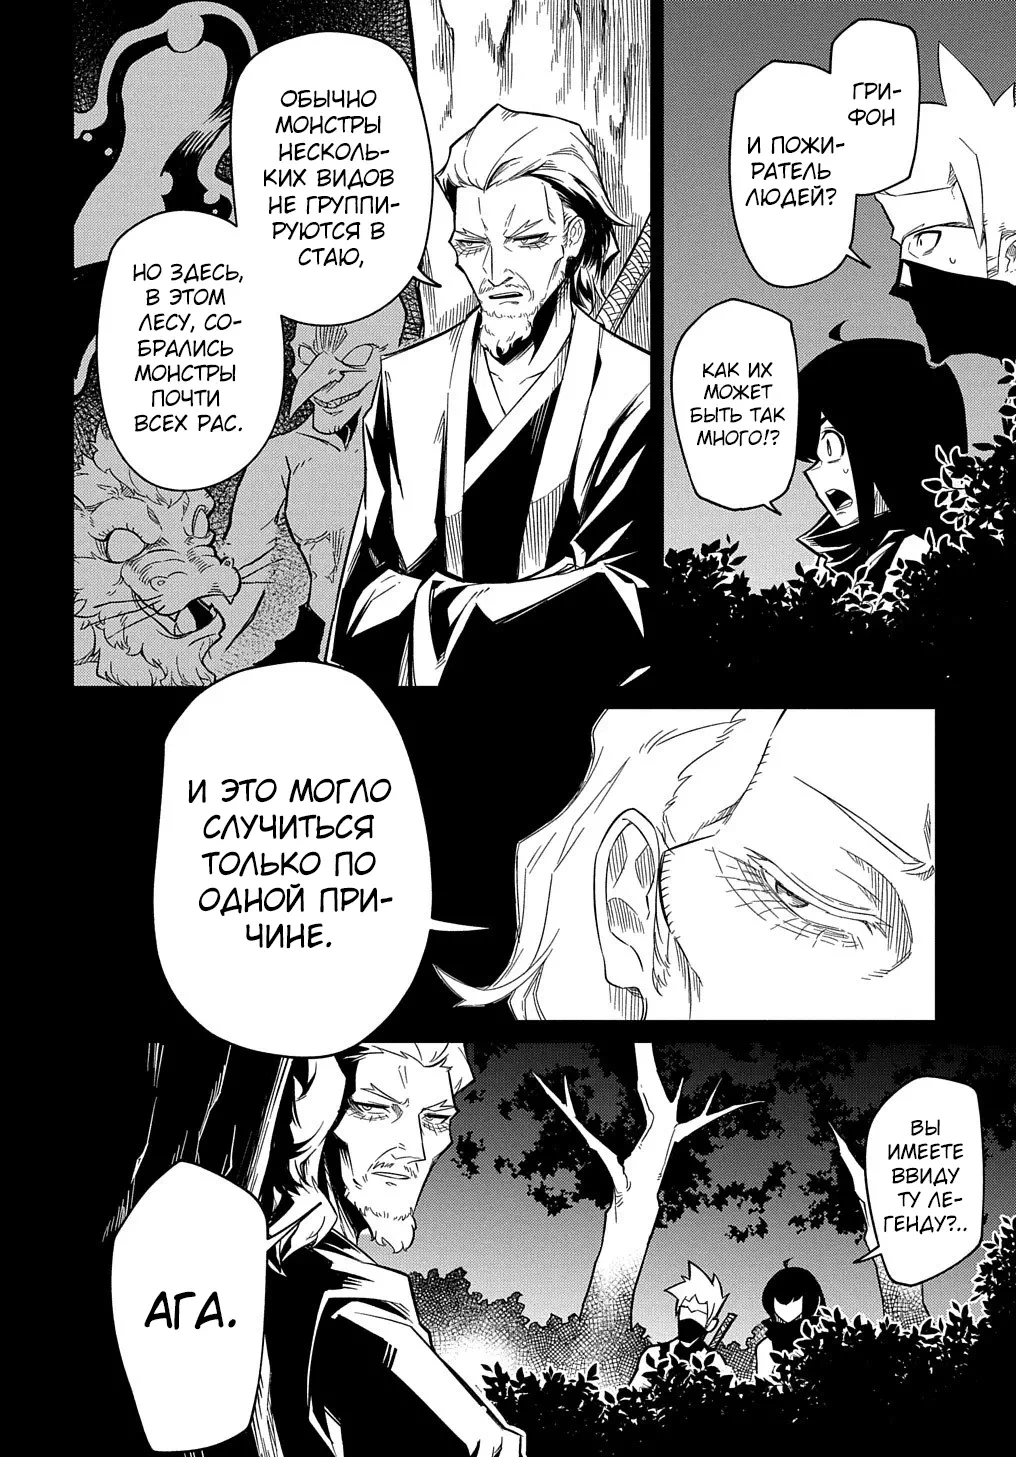 ГРИ-
ФОН
И ПОЖИ-
РАТЕЛЬ
ЛЮДЕЙ?
КАК ИХ
МОЖЕТ
БЫТЬ ТАК
МНОГО!?
ОБЫЧНО
МОНСТРЫ
НЕСКОЛЬ-
КИХ ВИДОВ
НЕ ГРУППИ-
РУЮТСЯ В
СТАЮ,
НО ЗДЕСЬ,
В ЭТОМ
ЛЕСУ, СО-
БРАЛИСЬ
МОНСТРЫ
ПОЧТИ
ВСЕХ РАС.
И ЭТО МОГЛО
СЛУЧИТЬСЯ
ТОЛЬКО ПО
ОДНОЙ ПРИ-
ЧИНЕ.
ВЫ
ИМЕЕТЕ
ВВИДУ
ТУ ЛЕ-
ГЕНДУ?..
АГА.